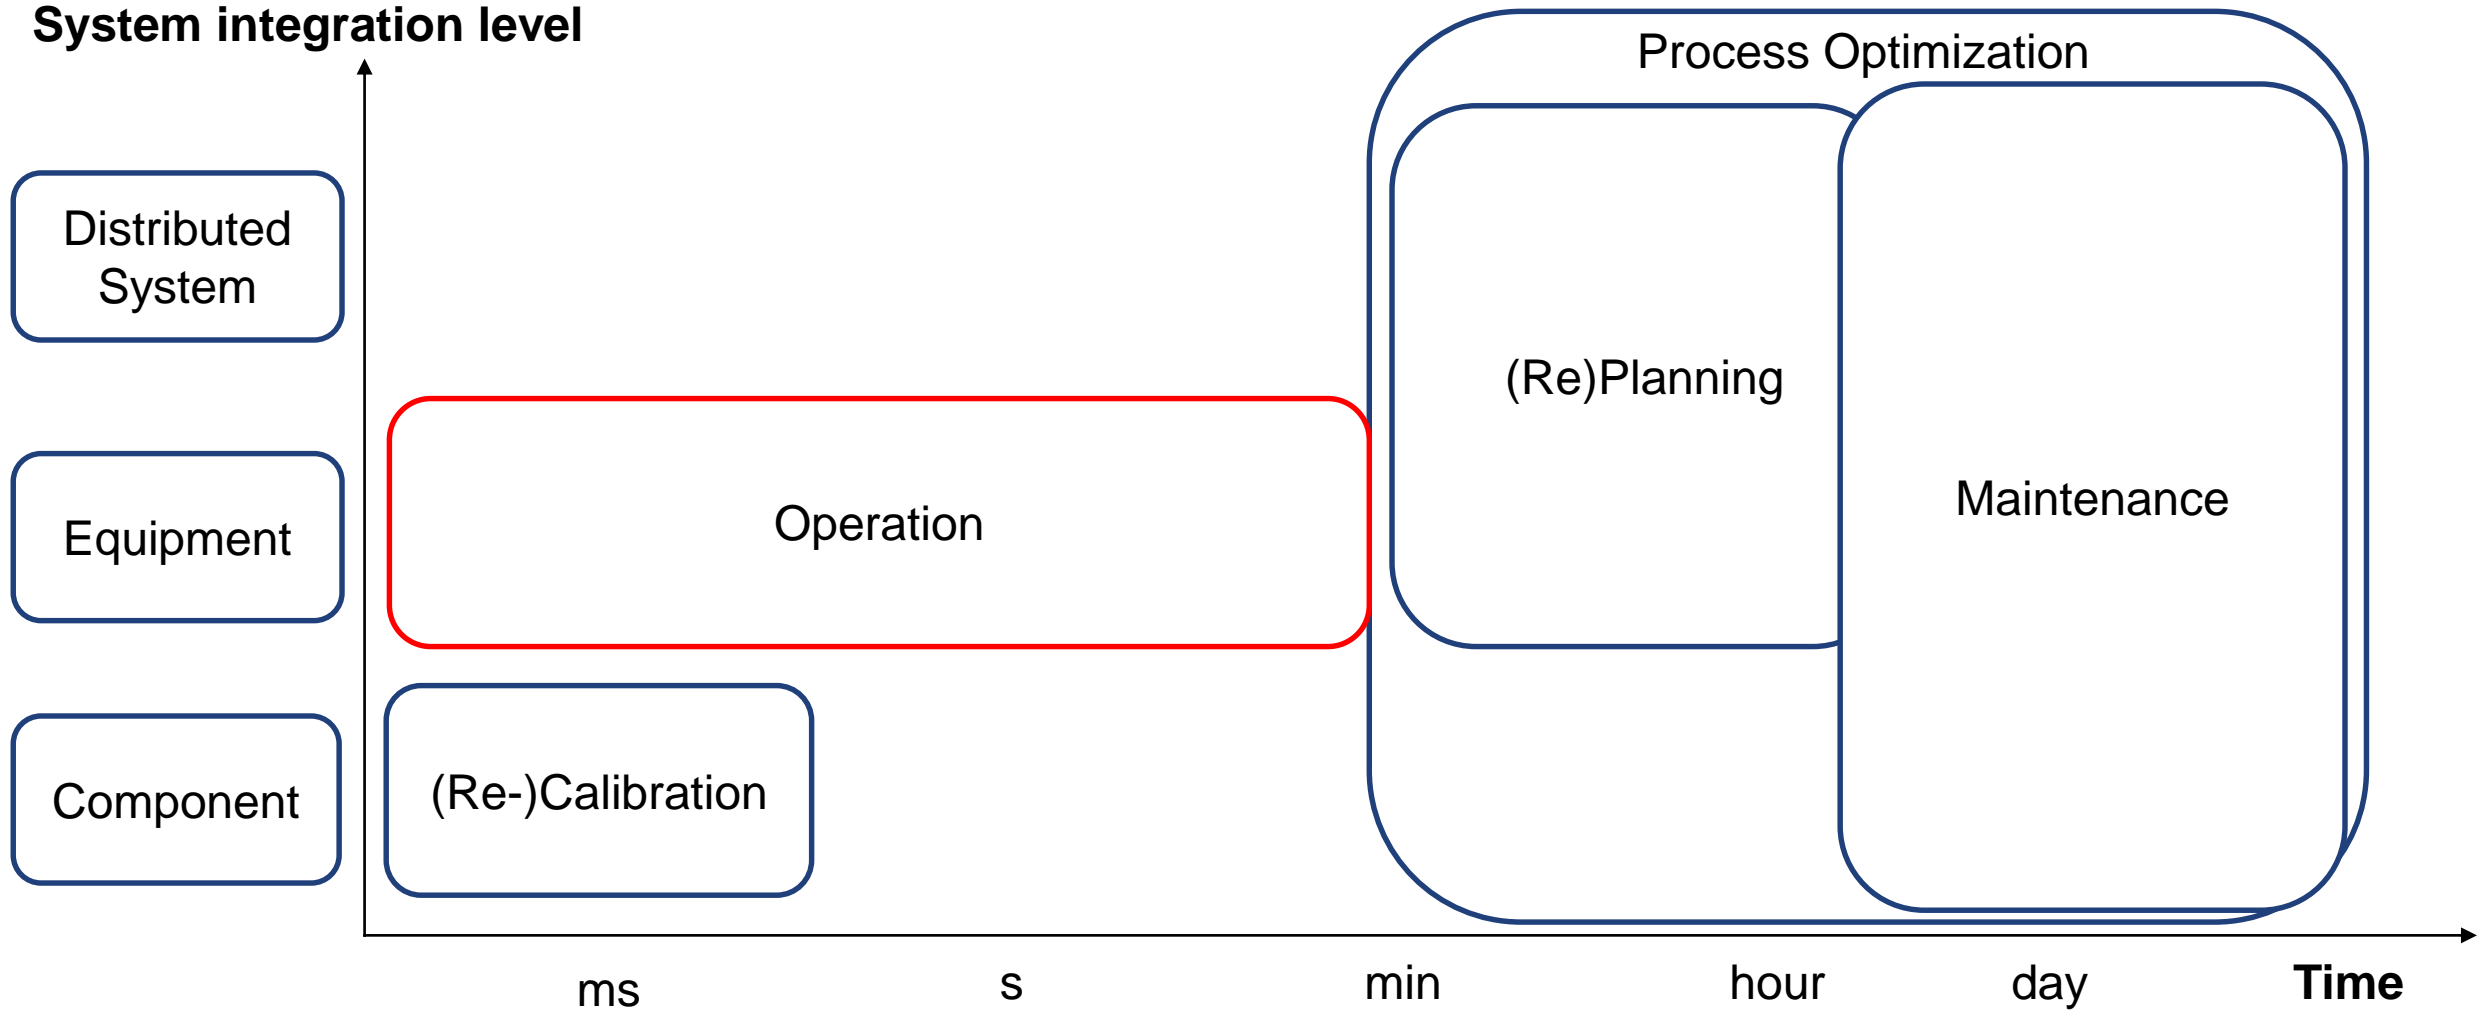 System integration level
Process Optimization
Distributed
System
(Re)Planning
Maintenance
Operation
Equipment
(Re-)Calibration
Component
ms
s
min
hour
day
Time